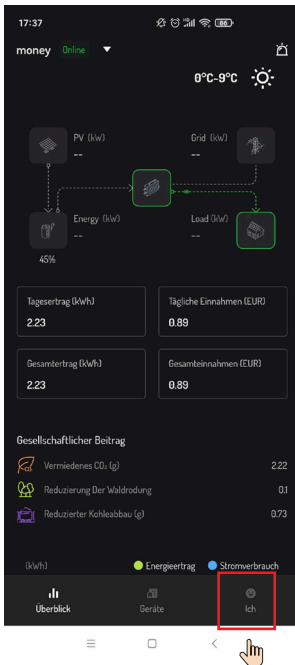 17:37
86
money Online
0°C-9°C
PV (kW)
--
Grid (kW)
--
Energy (kW)
--
Load (kW)
--
45%
Tagesertrag (kWh)
2.23
Tägliche Einnahmen (EUR)
0.89
Gesamtertrag (kWh)
2.23
Gesamteinnahmen (EUR)
0.89
Gesellschaftlicher Beitrag
Vermiedenes CO₂ (g)
2.22
Reduzierung Der Waldrodung
0.1
Reduzierter Kohleabbau (g)
0.73
(kWh)
Energieertrag
Stromverbrauch
Überblick
Geräte
Ich